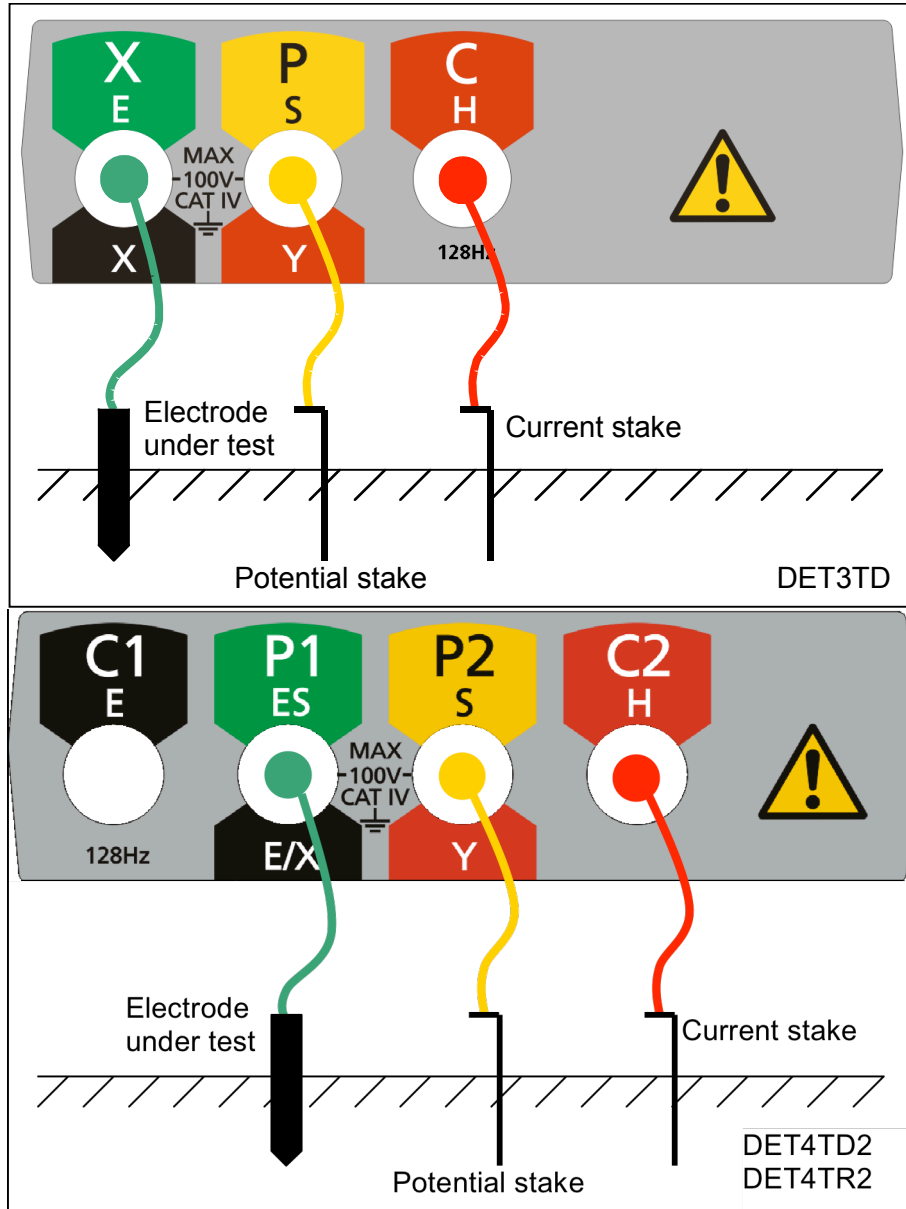 X
E
P
S
C
H
MAX
100V
CAT IV
X
Y
128Hz
Electrode
under test
Current stake
Potential stake
DET3TD
C1
E
P1
ES
P2
S
C2
H
MAX
100V
CAT IV
128Hz
E/X
Y
Electrode
under test
Current stake
Potential stake
DET4TD2
DET4TR2